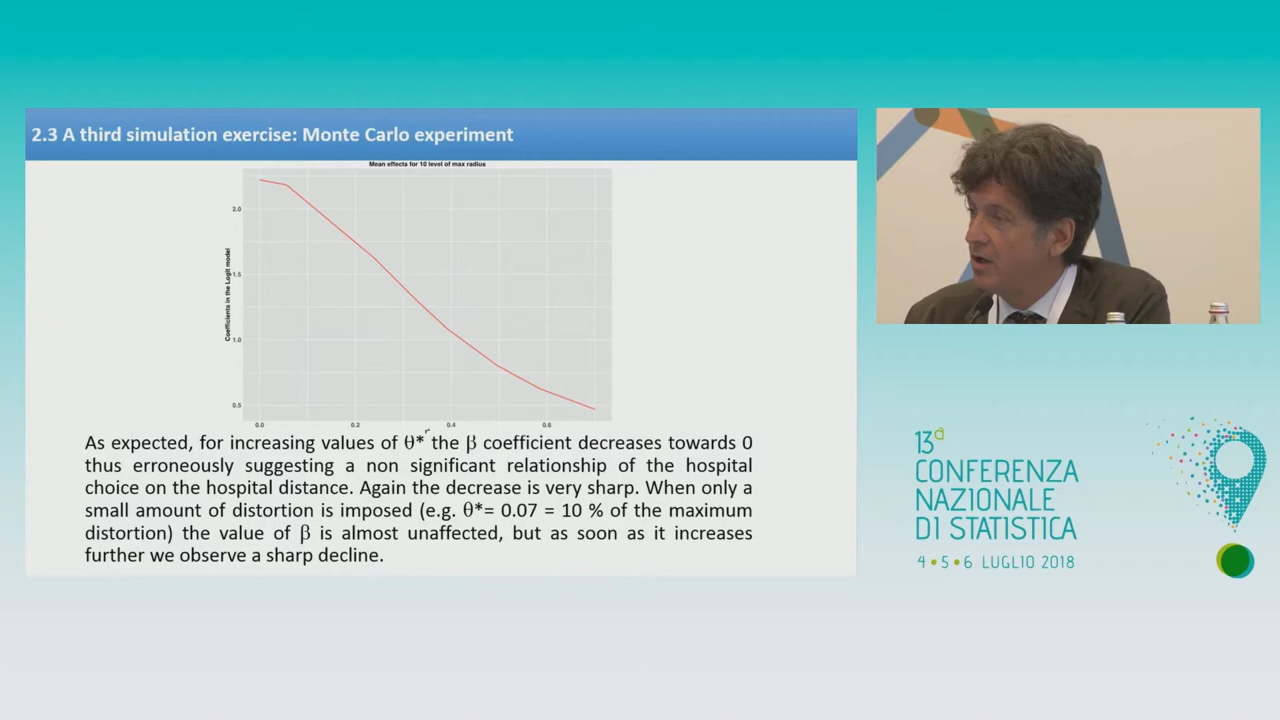 2.3 A third simulation exercise: Monte Carlo experiment
Mean effects for 10 level of max radius
Coefficients in the Logit model
2.0
1.5
1.0
0.5
0.0
0.2
0.4
0.6
r*
As expected, for increasing values of θ* the β coefficient decreases towards 0
thus erroneously suggesting a non significant relationship of the hospital
choice on the hospital distance. Again the decrease is very sharp. When only a
small amount of distortion is imposed (e.g. θ*= 0.07 = 10 % of the maximum
distortion) the value of β is almost unaffected, but as soon as it increases
further we observe a sharp decline.
13ª
CONFERENZA
NAZIONALE
DI STATISTICA
4 • 5 • 6 LUGLIO 2018